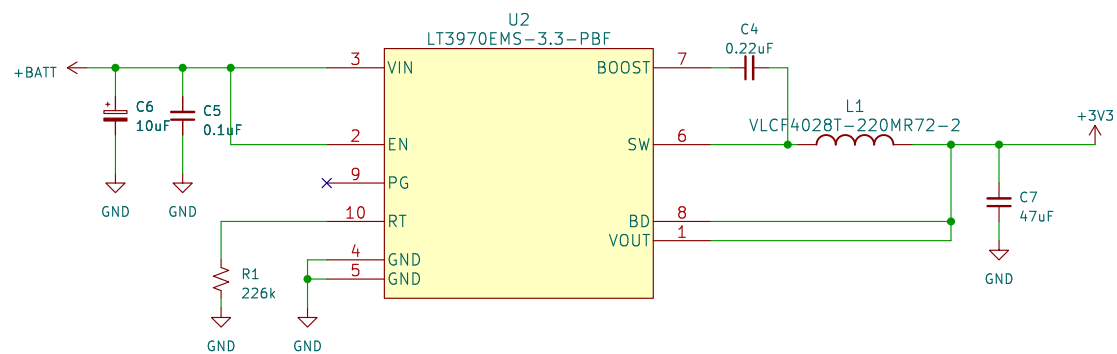 U2
LT3970EMS-3.3-PBF
C4
0.22uF
3
VIN
BOOST
7
+BATT
C6
10uF
C5
0.1uF
L1
VLCF4028T-220MR72-2
+3V3
2
EN
SW
6
9
PG
GND
GND
C7
47uF
10
RT
BD
8
VOUT
1
4
GND
5
GND
R1
226k
GND
GND
GND